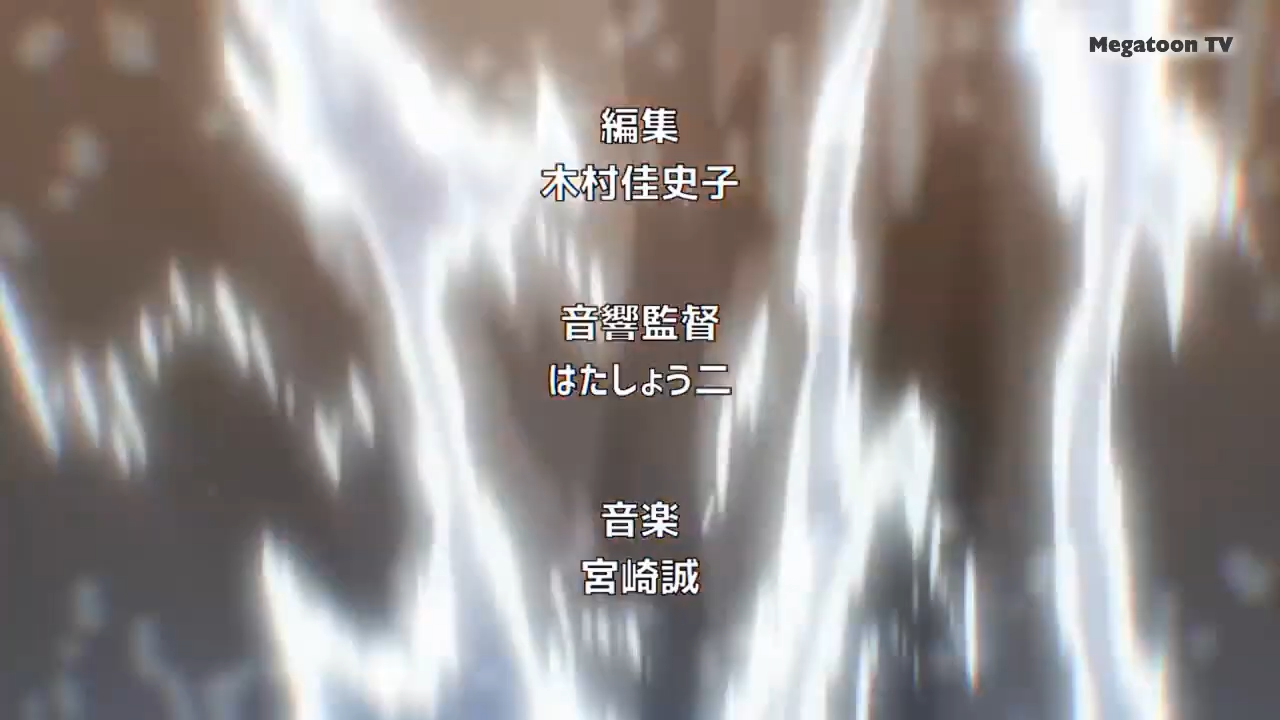 Megatoon TV
編集
木村佳史子
音響監督
はたしょう二
音楽
宮崎誠